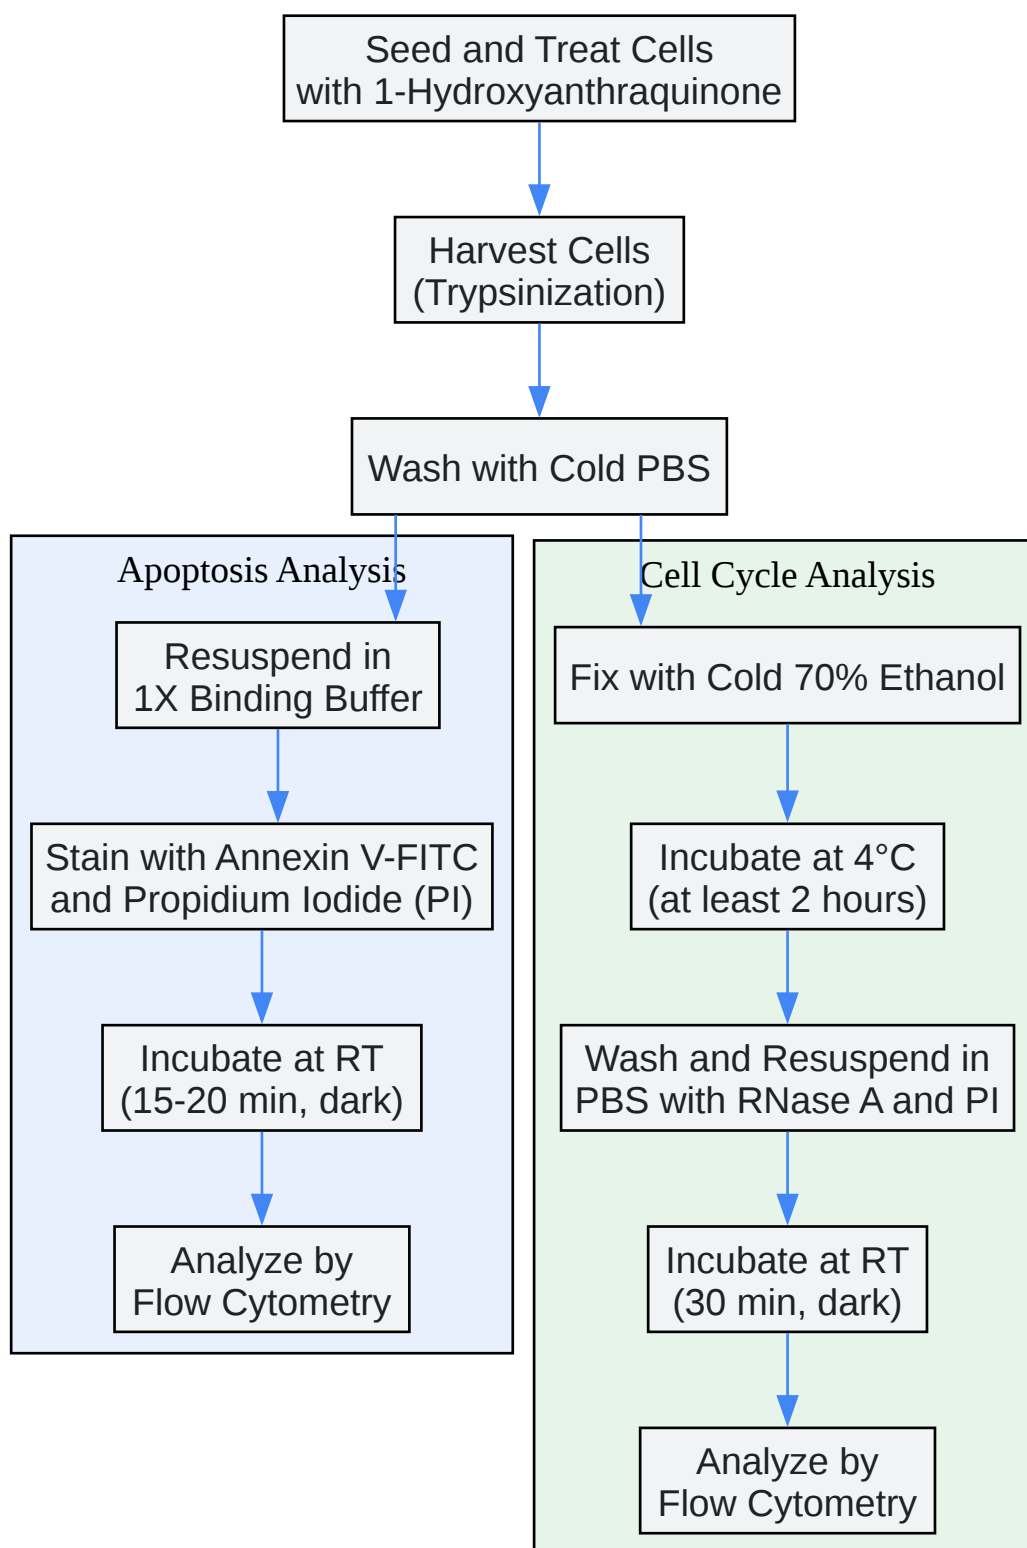 Seed and Treat Cells
with 1-Hydroxyanthraquinone
Harvest Cells
(Trypsinization)
Wash with Cold PBS
Apoptosis Analysis
Resuspend in
1X Binding Buffer
Stain with Annexin V-FITC
and Propidium Iodide (PI)
Incubate at RT
(15-20 min, dark)
Analyze by
Flow Cytometry
Cell Cycle Analysis
Fix with Cold 70% Ethanol
Incubate at 4°C
(at least 2 hours)
Wash and Resuspend in
PBS with RNase A and PI
Incubate at RT
(30 min, dark)
Analyze by
Flow Cytometry